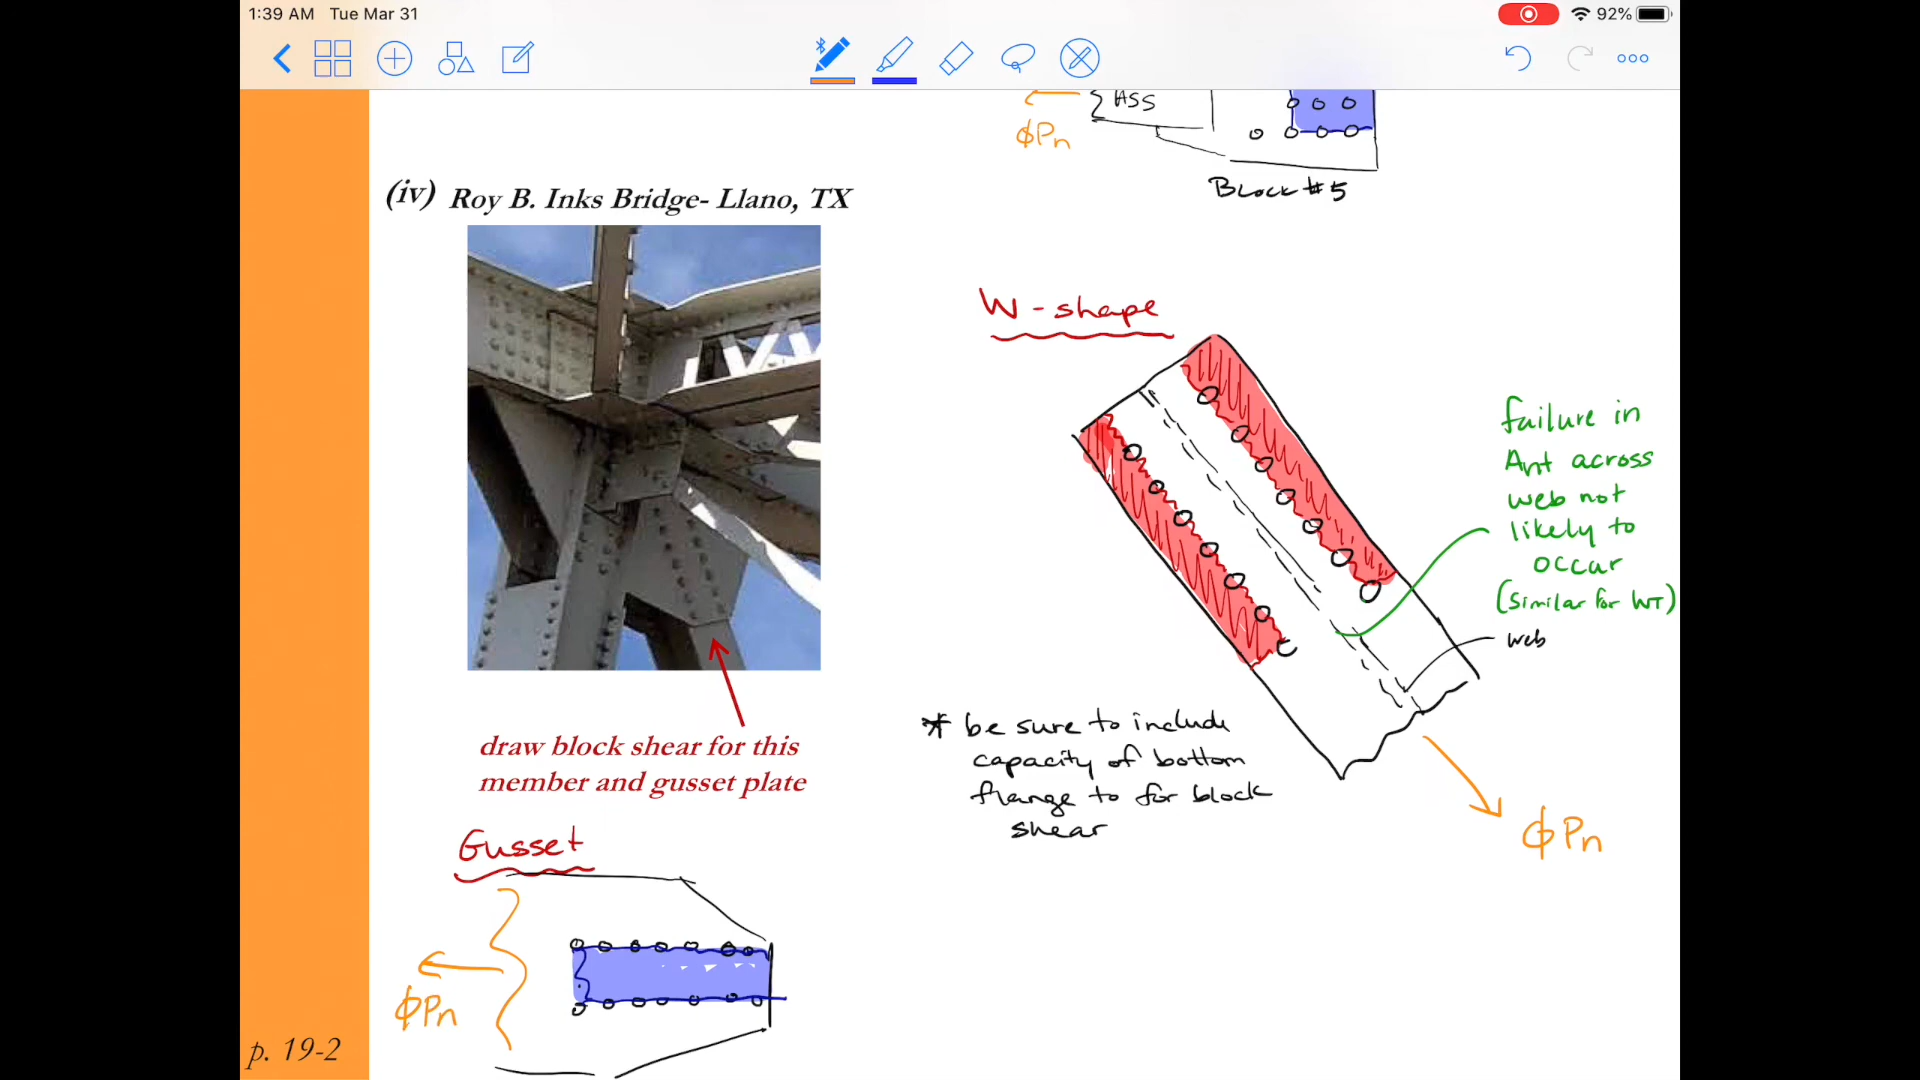 1:39 AM Tue Mar 31
92%
ASS
ϕPn
Block #5
(iv) Roy B. Inks Bridge- Llano, TX
W-shape
failure in
Ant across
web not
likely to
occur
(similar for WT)
web
draw block shear for this
member and gusset plate
* be sure to include
capacity of bottom
flange to for block
shear
ϕPn
Gusset
ϕPn
p. 19-2